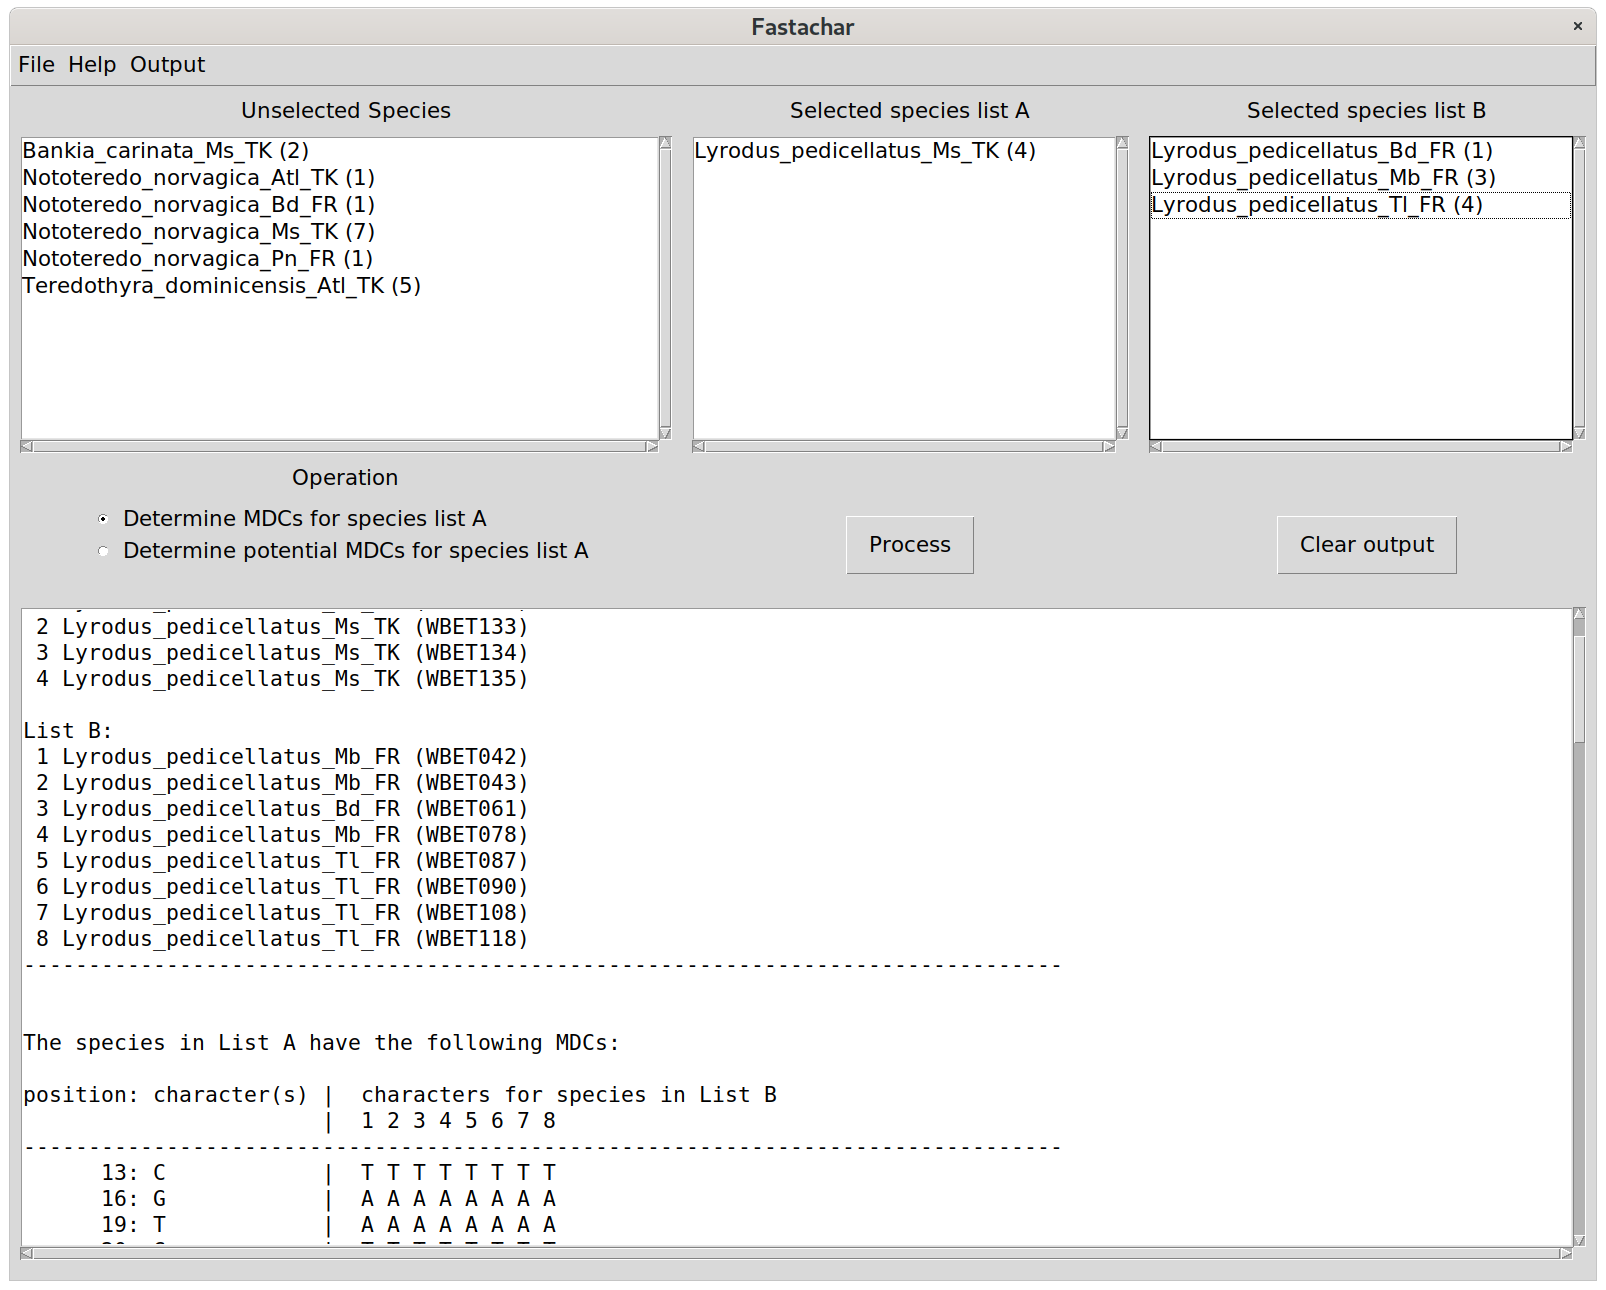 Fastachar
×
File Help Output
Unselected Species
Selected species list A
Selected species list B
Bankia_carinata_Ms_TK (2)
Nototeredo_norvagica_Atl_TK (1)
Nototeredo_norvagica_Bd_FR (1)
Nototeredo_norvagica_Ms_TK (7)
Nototeredo_norvagica_Pn_FR (1)
Teredothyra_dominicensis_Atl_TK (5)
Lyrodus_pedicellatus_Ms_TK (4)
Lyrodus_pedicellatus_Bd_FR (1)
Lyrodus_pedicellatus_Mb_FR (3)
Lyrodus_pedicellatus_Tl_FR (4)
Operation
Determine MDCs for species list A
Determine potential MDCs for species list A
Process
Clear output
2 Lyrodus_pedicellatus_Ms_TK (WBET133)
3 Lyrodus_pedicellatus_Ms_TK (WBET134)
4 Lyrodus_pedicellatus_Ms_TK (WBET135)
List B:
1 Lyrodus_pedicellatus_Mb_FR (WBET042)
2 Lyrodus_pedicellatus_Mb_FR (WBET043)
3 Lyrodus_pedicellatus_Bd_FR (WBET061)
4 Lyrodus_pedicellatus_Mb_FR (WBET078)
5 Lyrodus_pedicellatus_Tl_FR (WBET087)
6 Lyrodus_pedicellatus_Tl_FR (WBET090)
7 Lyrodus_pedicellatus_Tl_FR (WBET108)
8 Lyrodus_pedicellatus_Tl_FR (WBET118)
--------------------------------------------------------------------------------
The species in List A have the following MDCs:
position: character(s) |  characters for species in List B
| 1 2 3 4 5 6 7 8
--------------------------------------------------------------------------------
13: C | T T T T T T T T
16: G | A A A A A A A A
19: T | A A A A A A A A